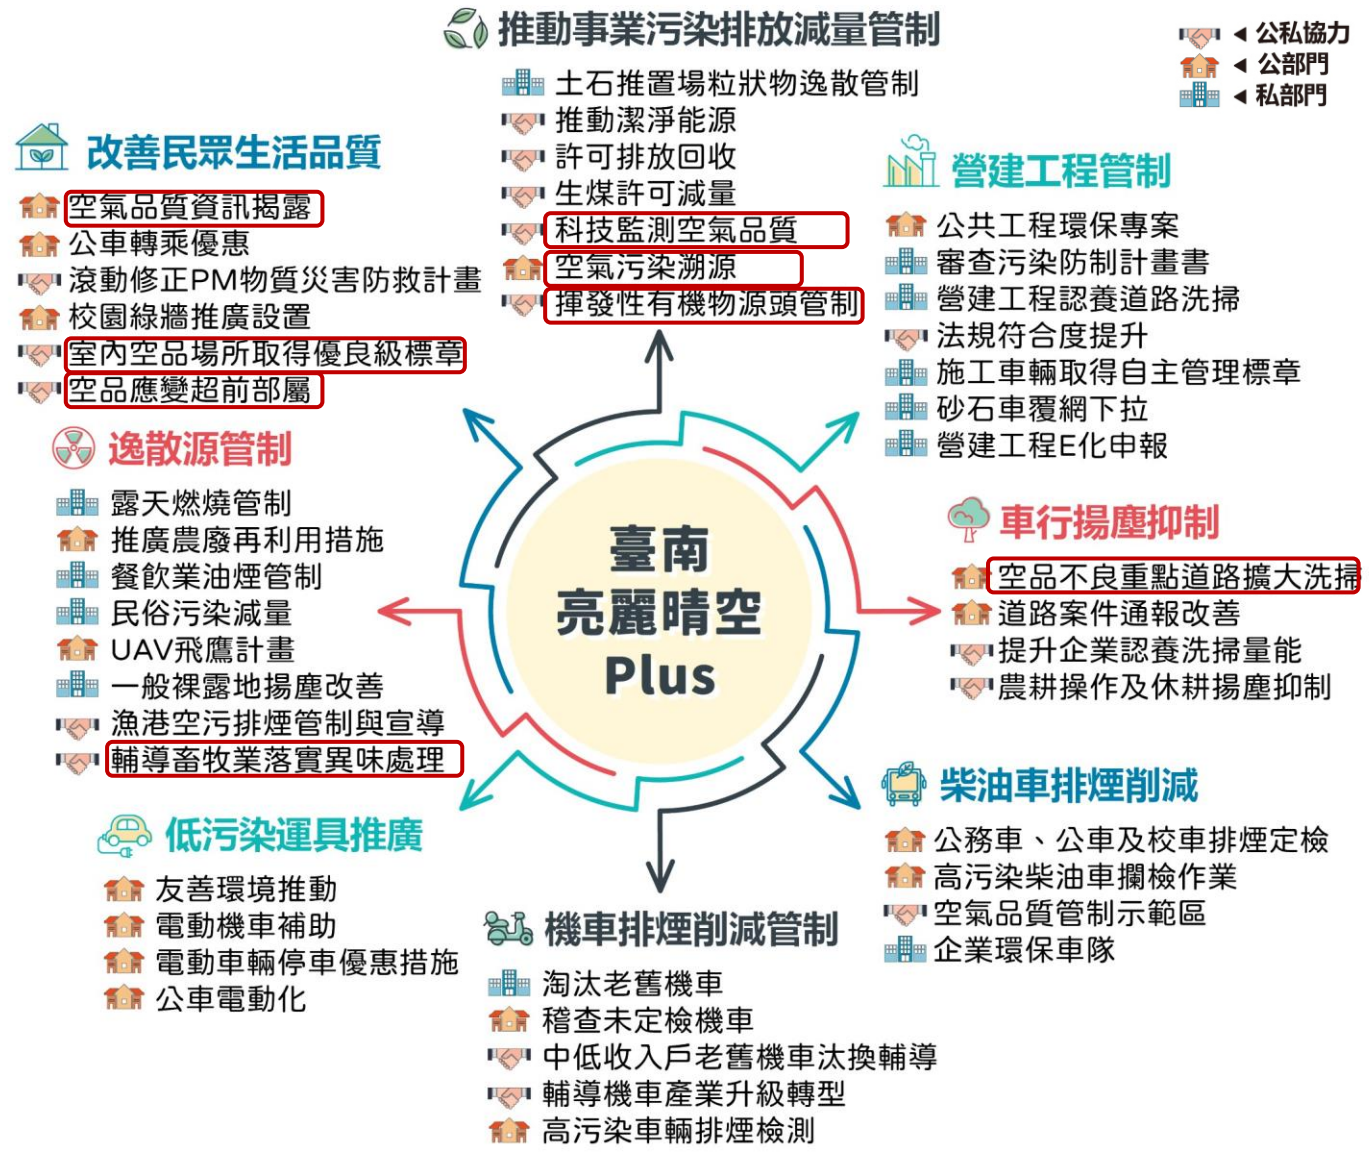 推動事業污染排放減量管制
土石堆置場粒狀物逸散管制
推動潔淨能源
許可排放回收
生煤許可減量
科技監測空氣品質
空氣污染溯源
揮發性有機物源頭管制
◀ 公私協力
◀ 公部門
◀ 私部門
改善民眾生活品質
空氣品質資訊揭露
公車轉乘優惠
滾動修正PM物質災害防救計畫
校園綠牆推廣設置
室內空品場所取得優良級標章
空品應變超前部屬
營建工程管制
公共工程環保專案
審查污染防制計畫書
營建工程認養道路洗掃
法規符合度提升
施工車輛取得自主管理標章
砂石車覆網下拉
營建工程E化申報
逸散源管制
露天燃燒管制
推廣農廢再利用措施
餐飲業油煙管制
民俗污染減量
UAV飛鷹計畫
一般裸露地揚塵改善
漁港空污排煙管制與宣導
輔導畜牧業落實異味處理
臺南
亮麗晴空
Plus
車行揚塵抑制
空品不良重點道路擴大洗掃
道路案件通報改善
提升企業認養洗掃量能
農耕操作及休耕揚塵抑制
低污染運具推廣
友善環境推動
電動機車補助
電動車輛停車優惠措施
公車電動化
機車排煙削減管制
淘汰老舊機車
稽查未定檢機車
中低收入戶老舊機車汰換輔導
輔導機車產業升級轉型
高污染車輛排煙檢測
柴油車排煙削減
公務車、公車及校車排煙定檢
高污染柴油車攔檢作業
空氣品質管制示範區
企業環保車隊